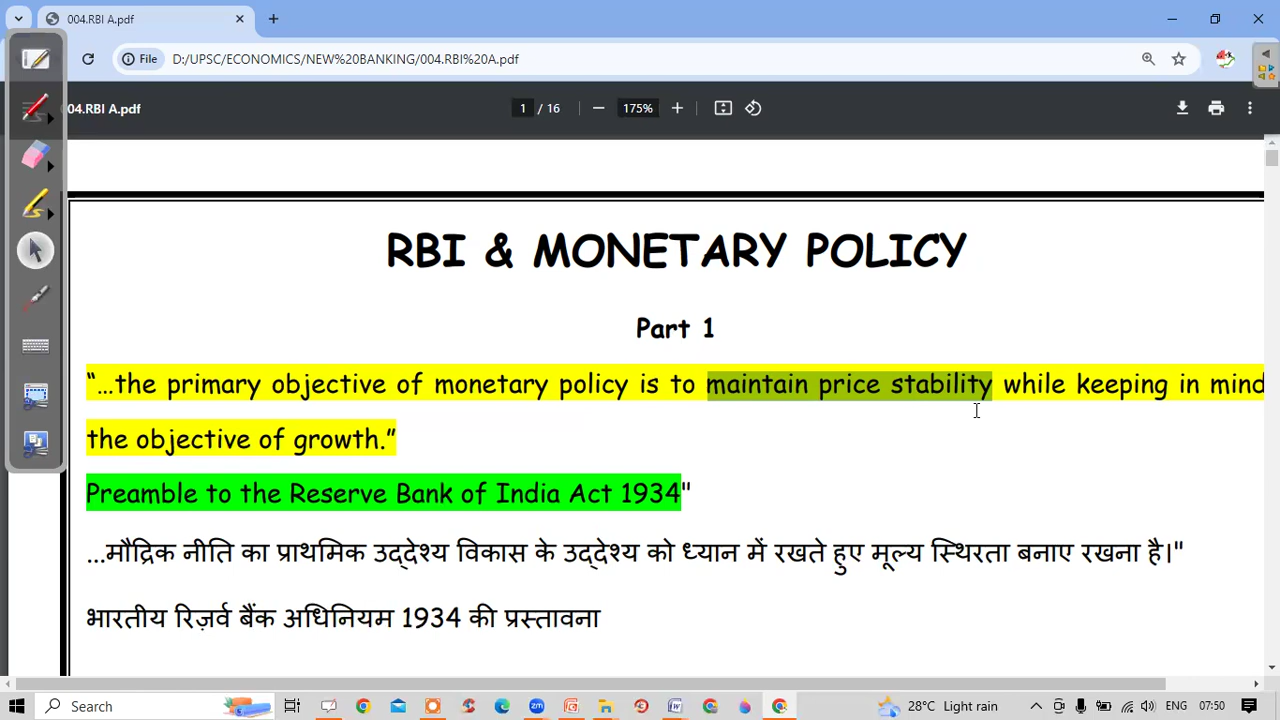 004.RBI A.pdf
File
D:/UPSC/ECONOMICS/NEW%20BANKING/004.RBI%20A.pdf
004.RBI A.pdf
1 / 16
175%
RBI & MONETARY POLICY
Part 1
“…the primary objective of monetary policy is to maintain price stability while keeping in mind
the objective of growth.”
Preamble to the Reserve Bank of India Act 1934"
...मौद्रिक नीति का प्राथमिक उद्देश्य विकास के उद्देश्य को ध्यान में रखते हुए मूल्य स्थिरता बनाए रखना है।"
भारतीय रिज़र्व बैंक अधिनियम 1934 की प्रस्तावना
Search
28°C Light rain
ENG
07:50